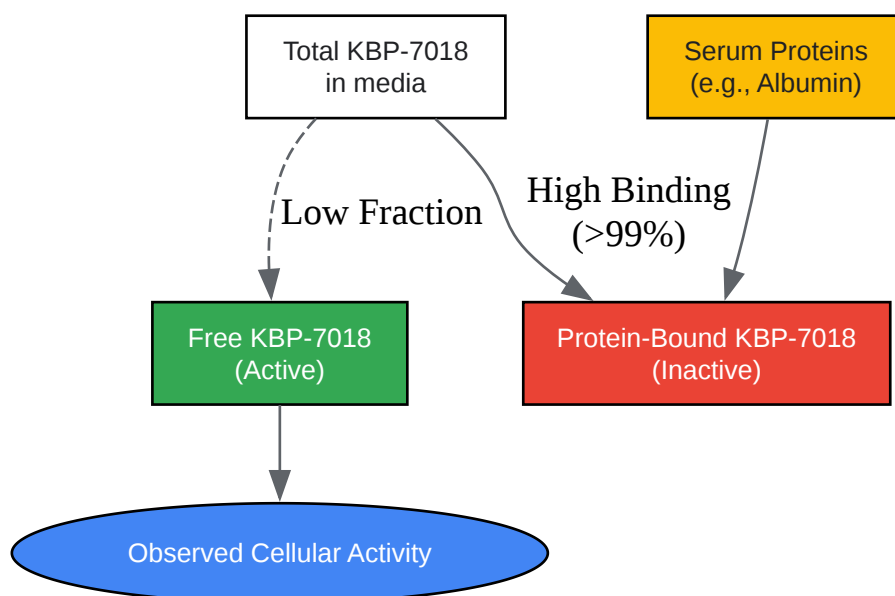 Total KBP-7018
in media
Serum Proteins
(e.g., Albumin)
Low Fraction
High Binding
(>99%)
Free KBP-7018
(Active)
Protein-Bound KBP-7018
(Inactive)
Observed Cellular Activity